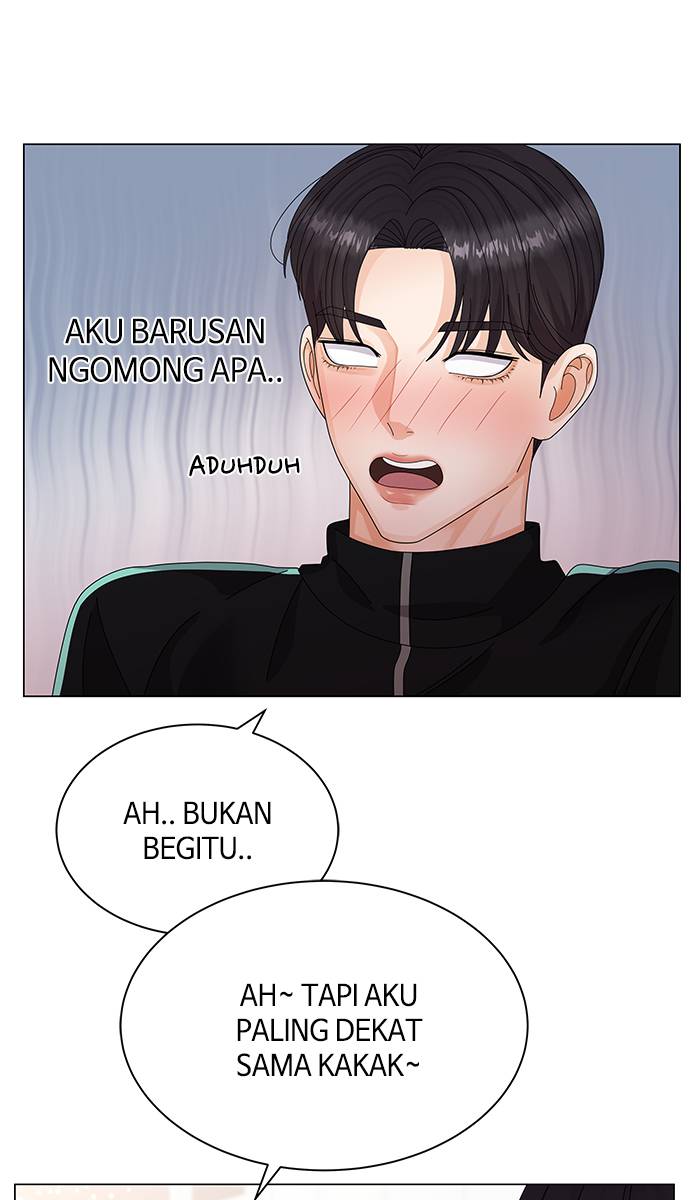 AKU BARUSAN
NGOMONG APA..
ADUHDUH
AH.. BUKAN
BEGITU..
AH~ TAPI AKU
PALING DEKAT
SAMA KAKAK~